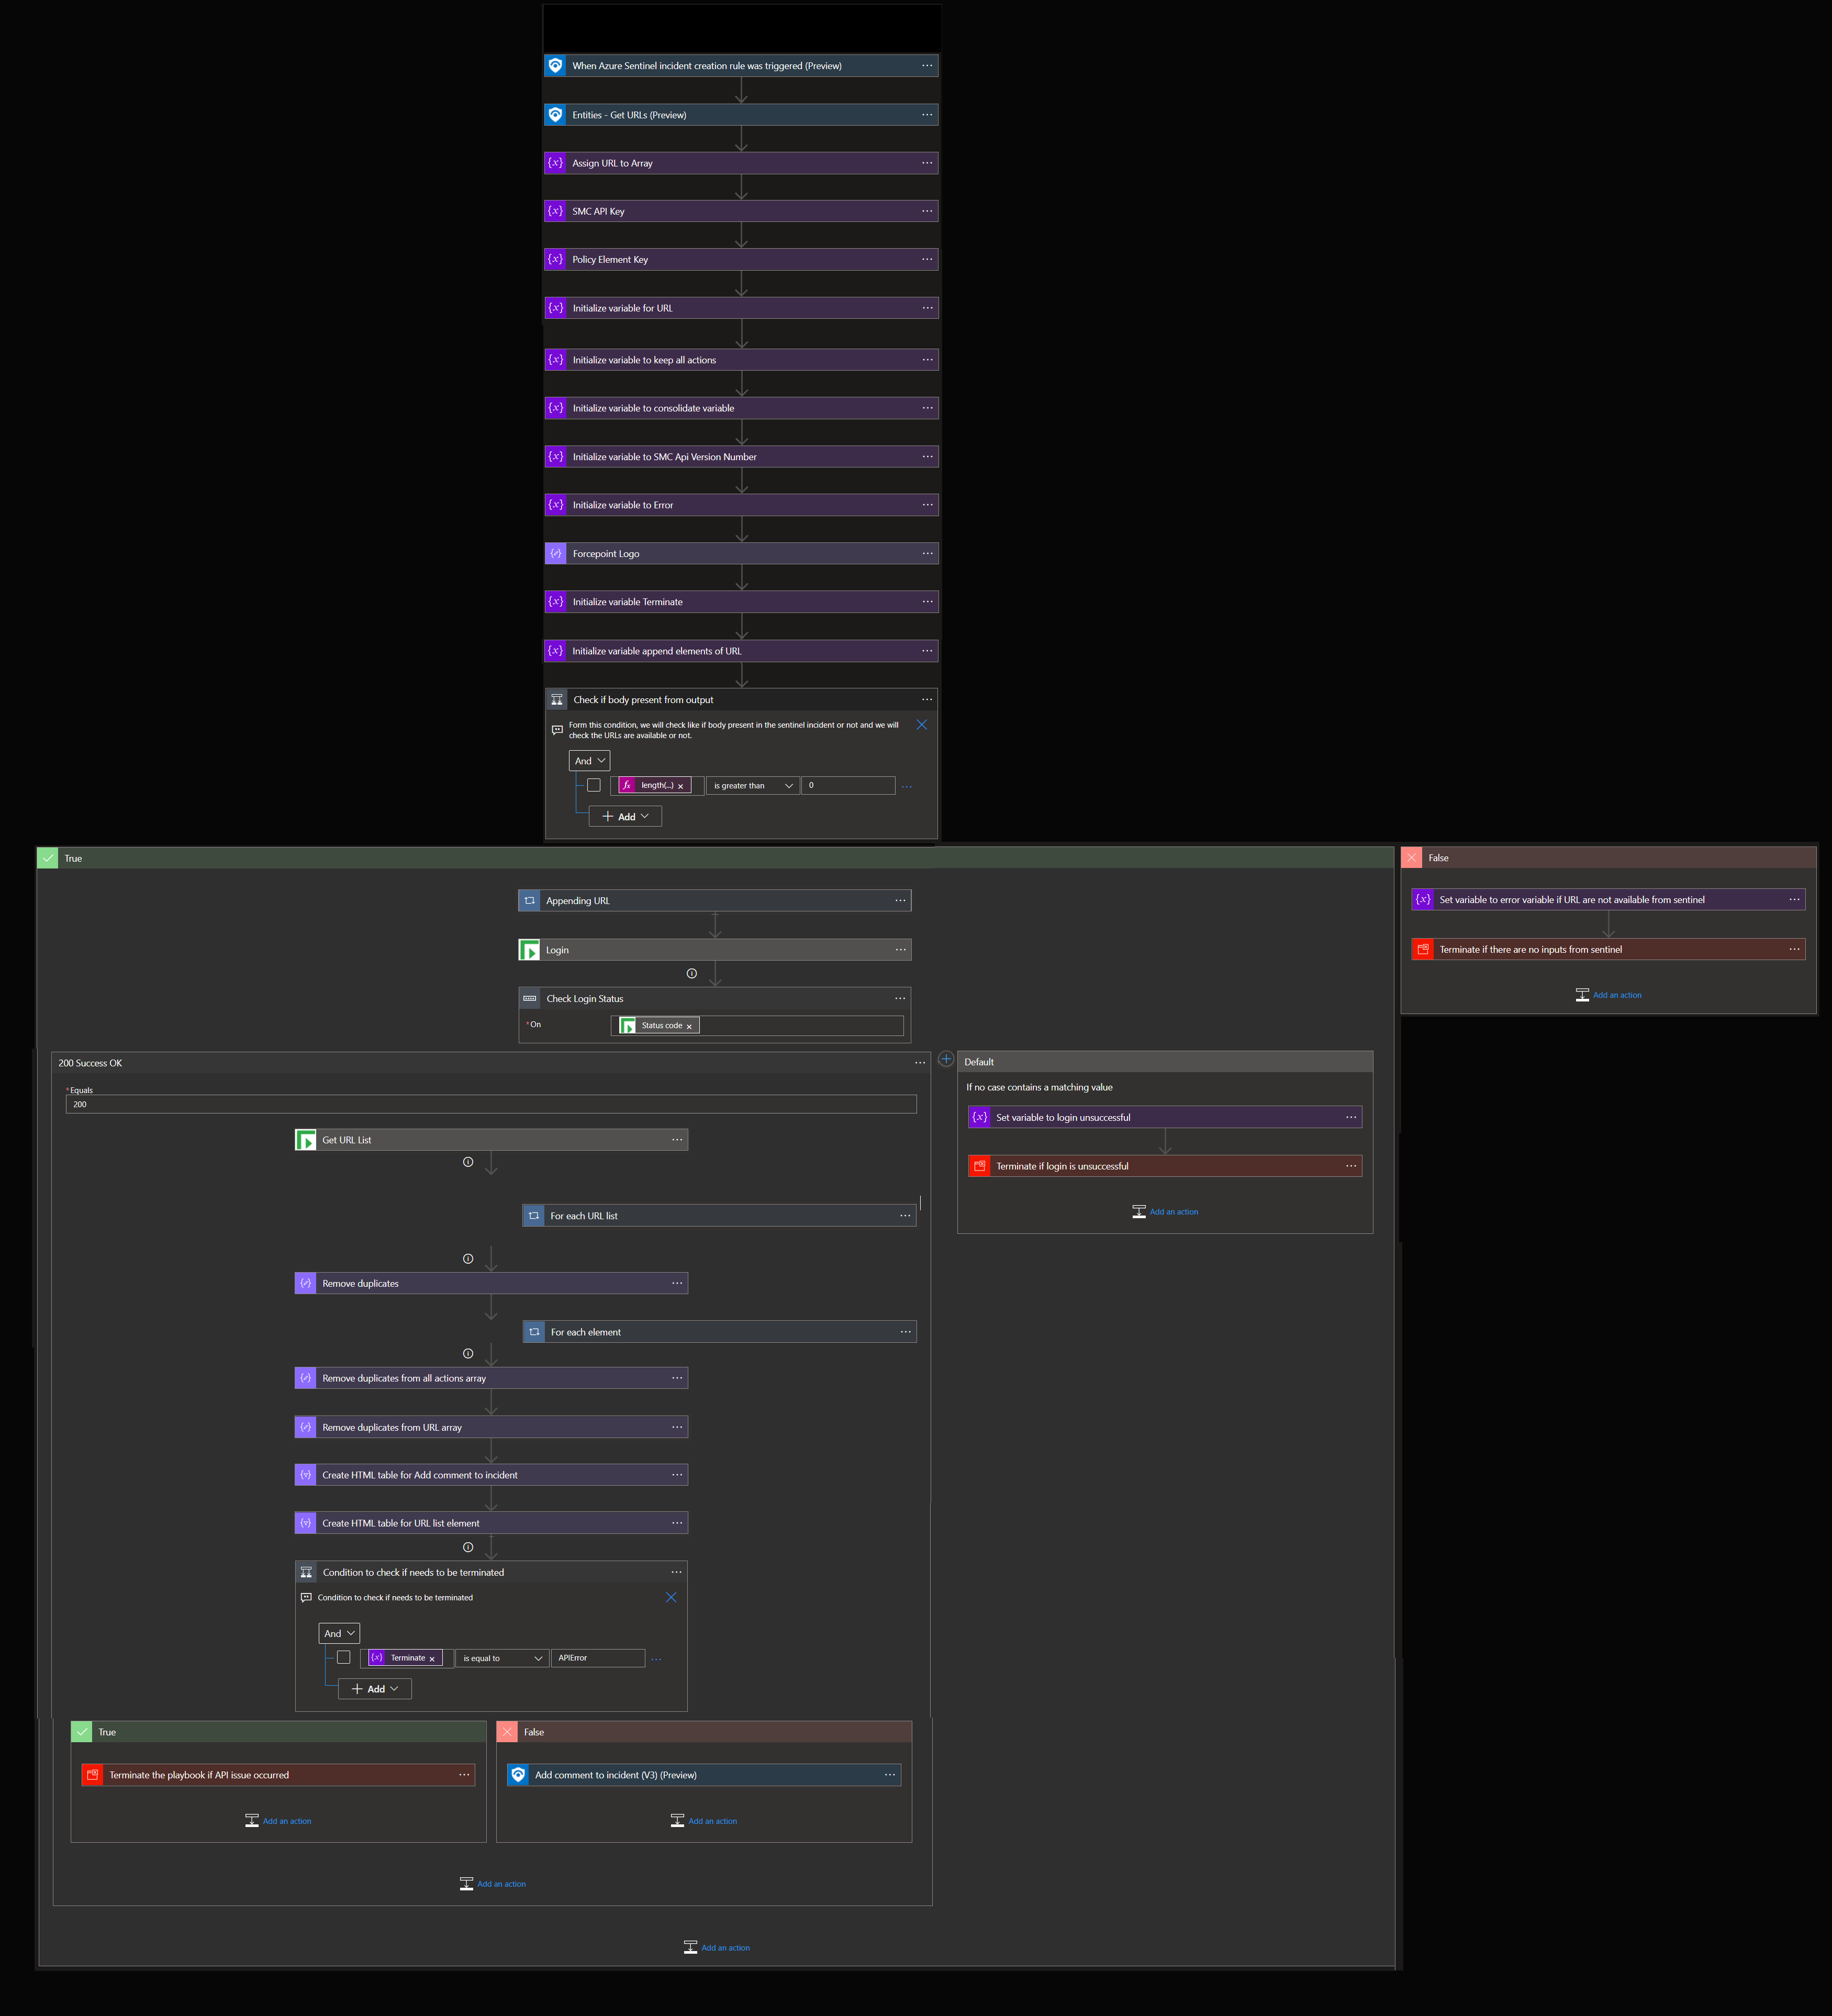 When Azure Sentinel incident creation rule was triggered (Preview)
Entities - Get URLs (Preview)
{x} Assign URL to Array
{x} SMC API Key
{x} Policy Element Key
{x} Initialize variable for URL
{x} Initialize variable to keep all actions
{x} Initialize variable to consolidate variable
{x} Initialize variable to SMC Api Version Number
{x} Initialize variable to Error
Forcepoint Logo
{x} Initialize variable Terminate
{x} Initialize variable append elements of URL
Check if body present from output
Form this condition, we will check like if body present in the sentinel incident or not and we will
check the URLs are available or not.
And
fx length(...) × is greater than 0
+ Add
True
False
Appending URL
{x} Set variable to error variable if URL are not available from sentinel
Login
Terminate if there are no inputs from sentinel
Add an action
Check Login Status
*On Status code ×
200 Success OK
* Equals
200
Default
If no case contains a matching value
{x} Set variable to login unsuccessful
Terminate if login is unsuccessful
Add an action
Get URL List
For each URL list
Remove duplicates
For each element
Remove duplicates from all actions array
Remove duplicates from URL array
Create HTML table for Add comment to incident
Create HTML table for URL list element
Condition to check if needs to be terminated
Condition to check if needs to be terminated
And
{x} Terminate × is equal to APIError
+ Add
True
False
Terminate the playbook if API issue occurred
Add comment to incident (V3) (Preview)
Add an action
Add an action
Add an action
Add an action